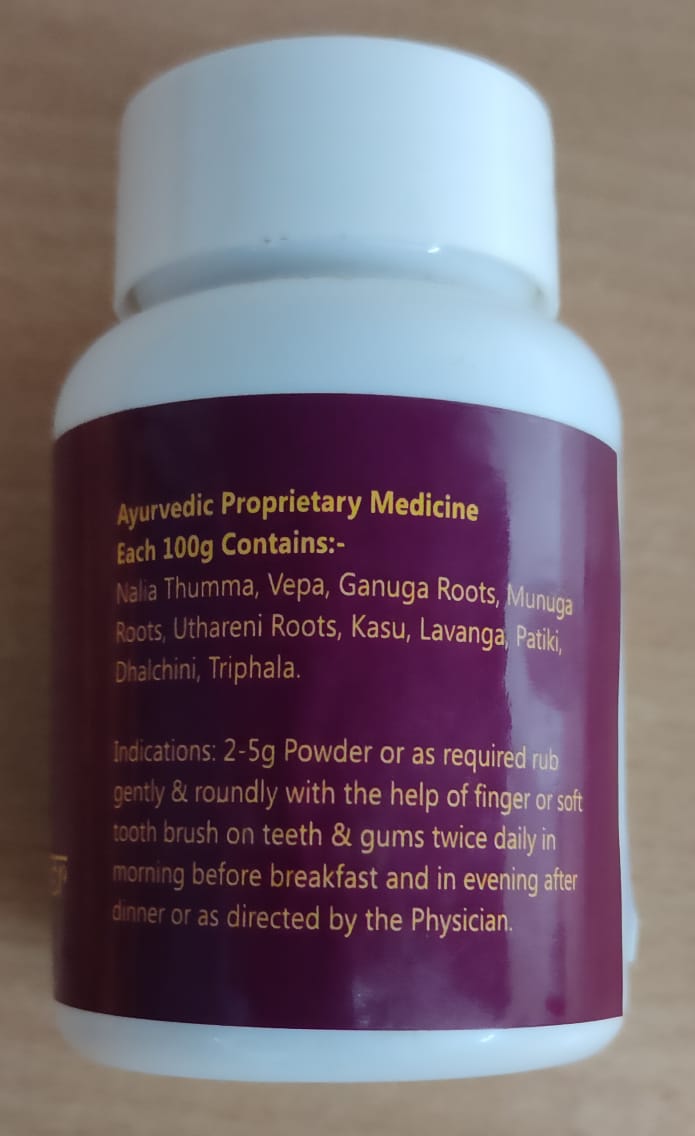 Ayurvedic Proprietary Medicine
Each 100g Contains:-
Nalla Thumma, Vepa, Ganuga Roots, Munuga
Roots, Uthareni Roots, Kasu, Lavanga, Patiki,
Dhalchini, Triphala.
Indications: 2-5g Powder or as required rub
gently & roundly with the help of finger or soft
tooth brush on teeth & gums twice daily in
morning before breakfast and in evening after
dinner or as directed by the Physician.